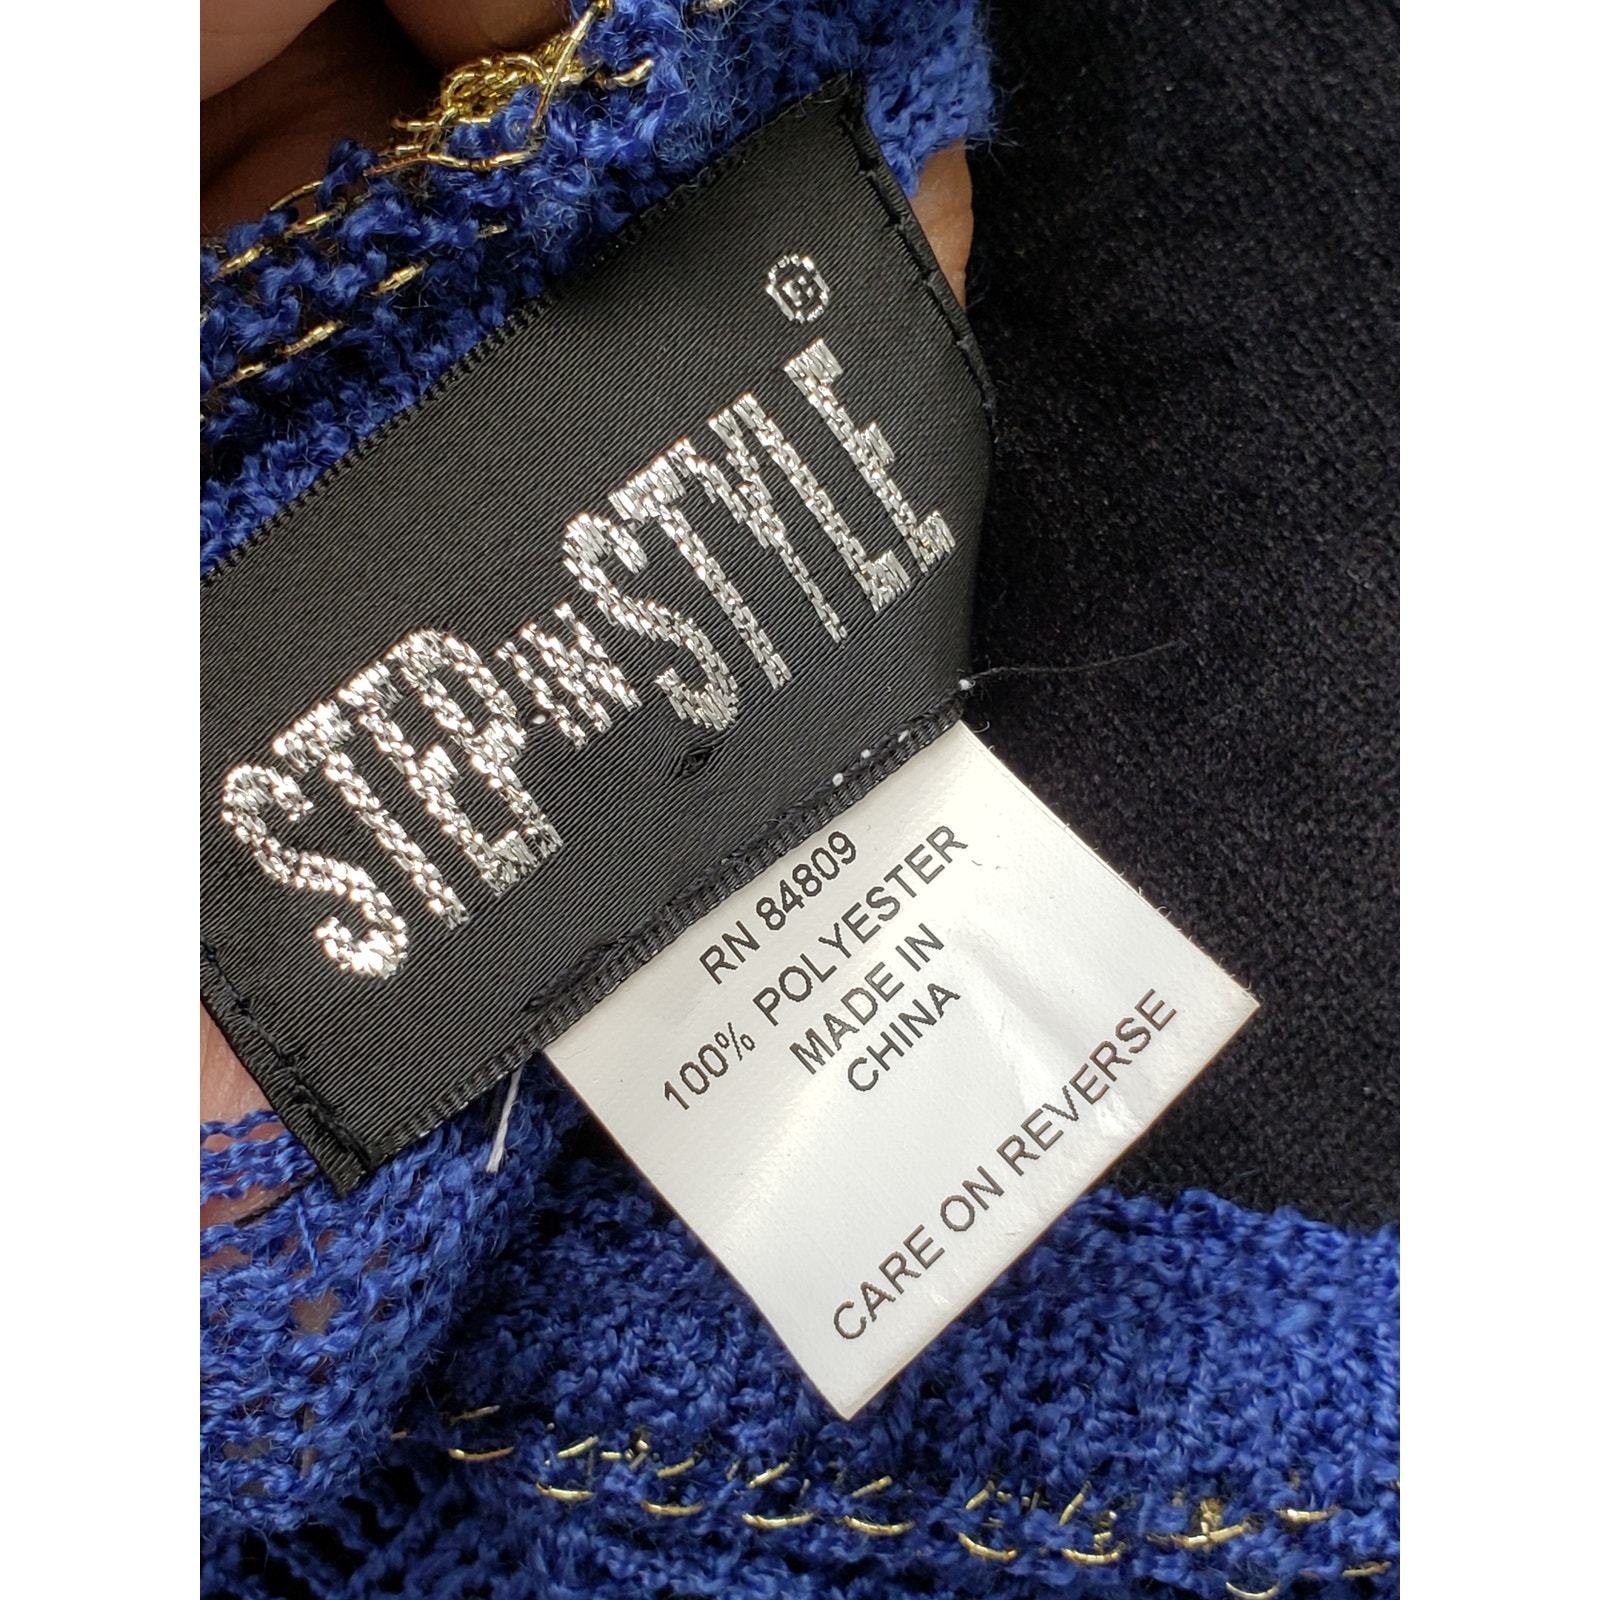 STEP IN STYLE®
RN 84809
100% POLYESTER
MADE IN
CHINA
CARE ON REVERSE